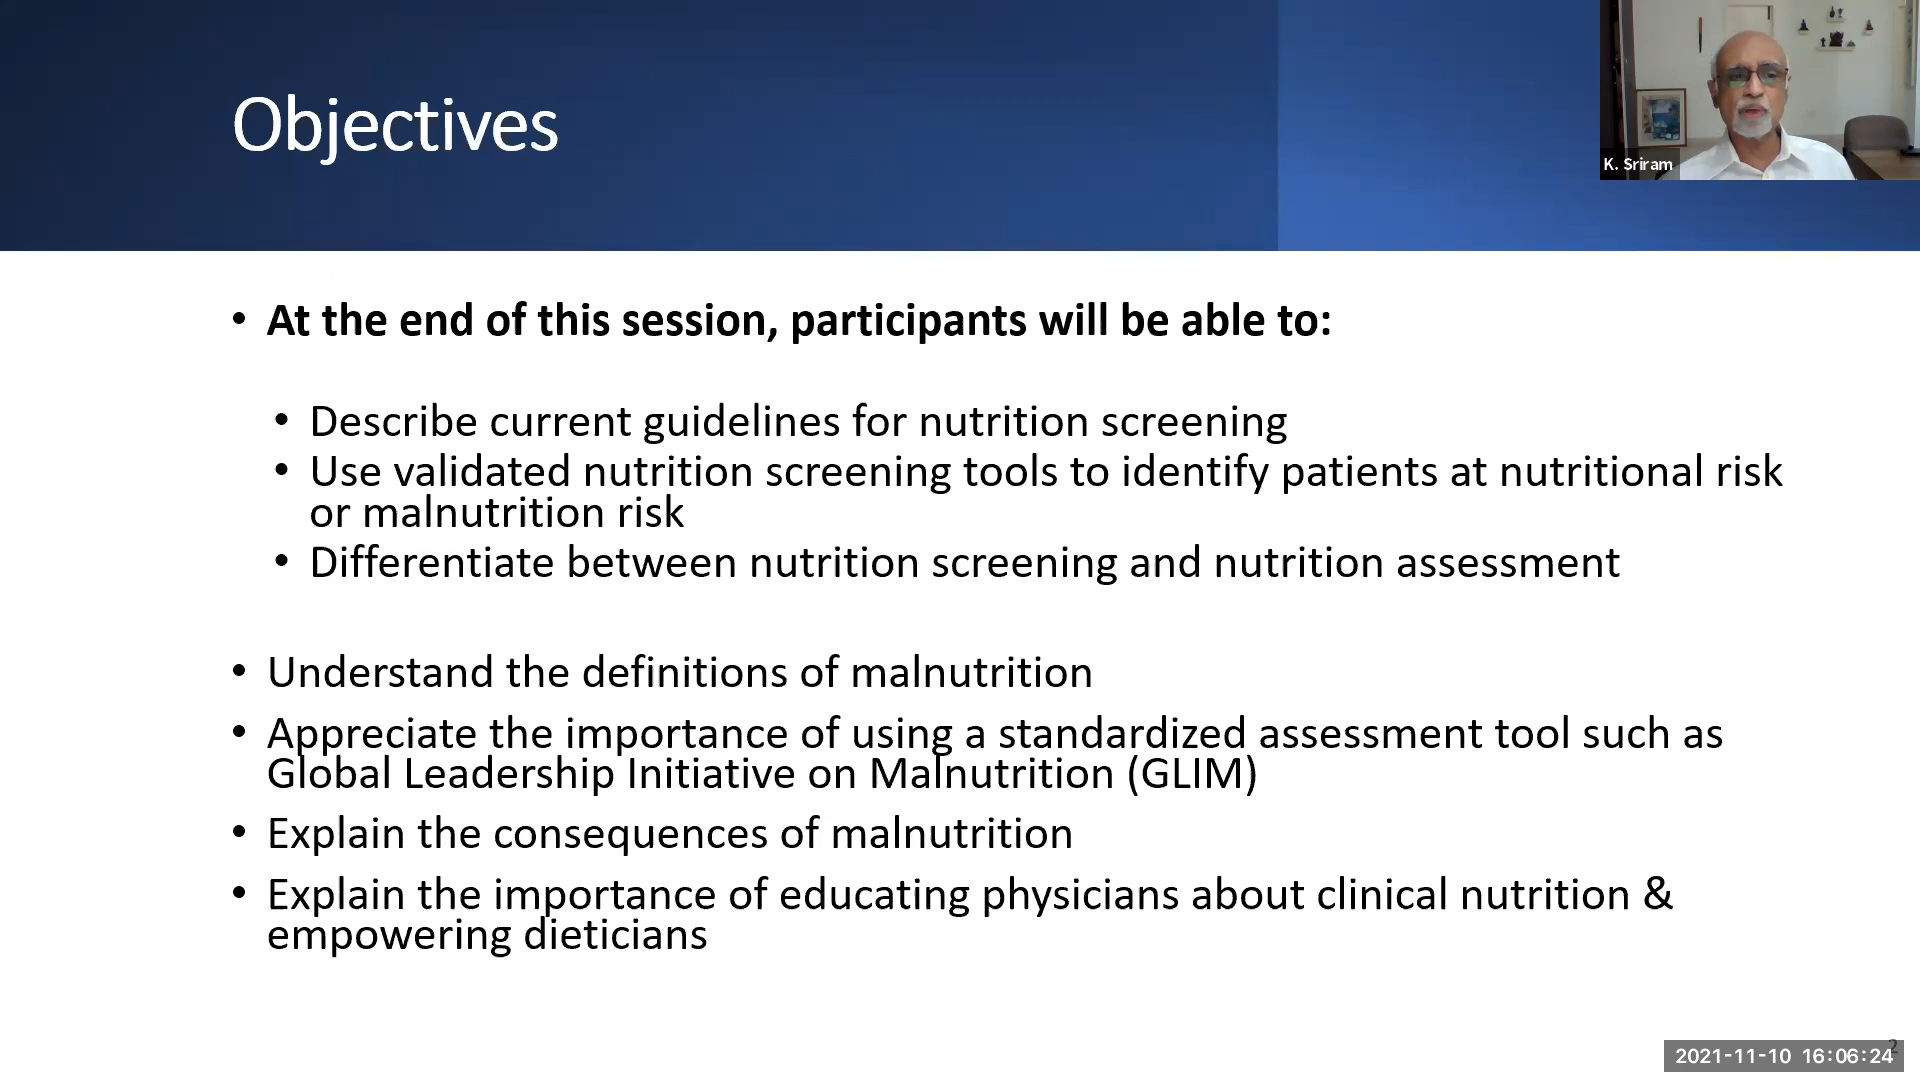 Objectives
K. Sriram
• At the end of this session, participants will be able to:
• Describe current guidelines for nutrition screening
• Use validated nutrition screening tools to identify patients at nutritional risk
or malnutrition risk
• Differentiate between nutrition screening and nutrition assessment
• Understand the definitions of malnutrition
• Appreciate the importance of using a standardized assessment tool such as
Global Leadership Initiative on Malnutrition (GLIM)
• Explain the consequences of malnutrition
• Explain the importance of educating physicians about clinical nutrition &
empowering dieticians
2
2021-11-10 16:06:24